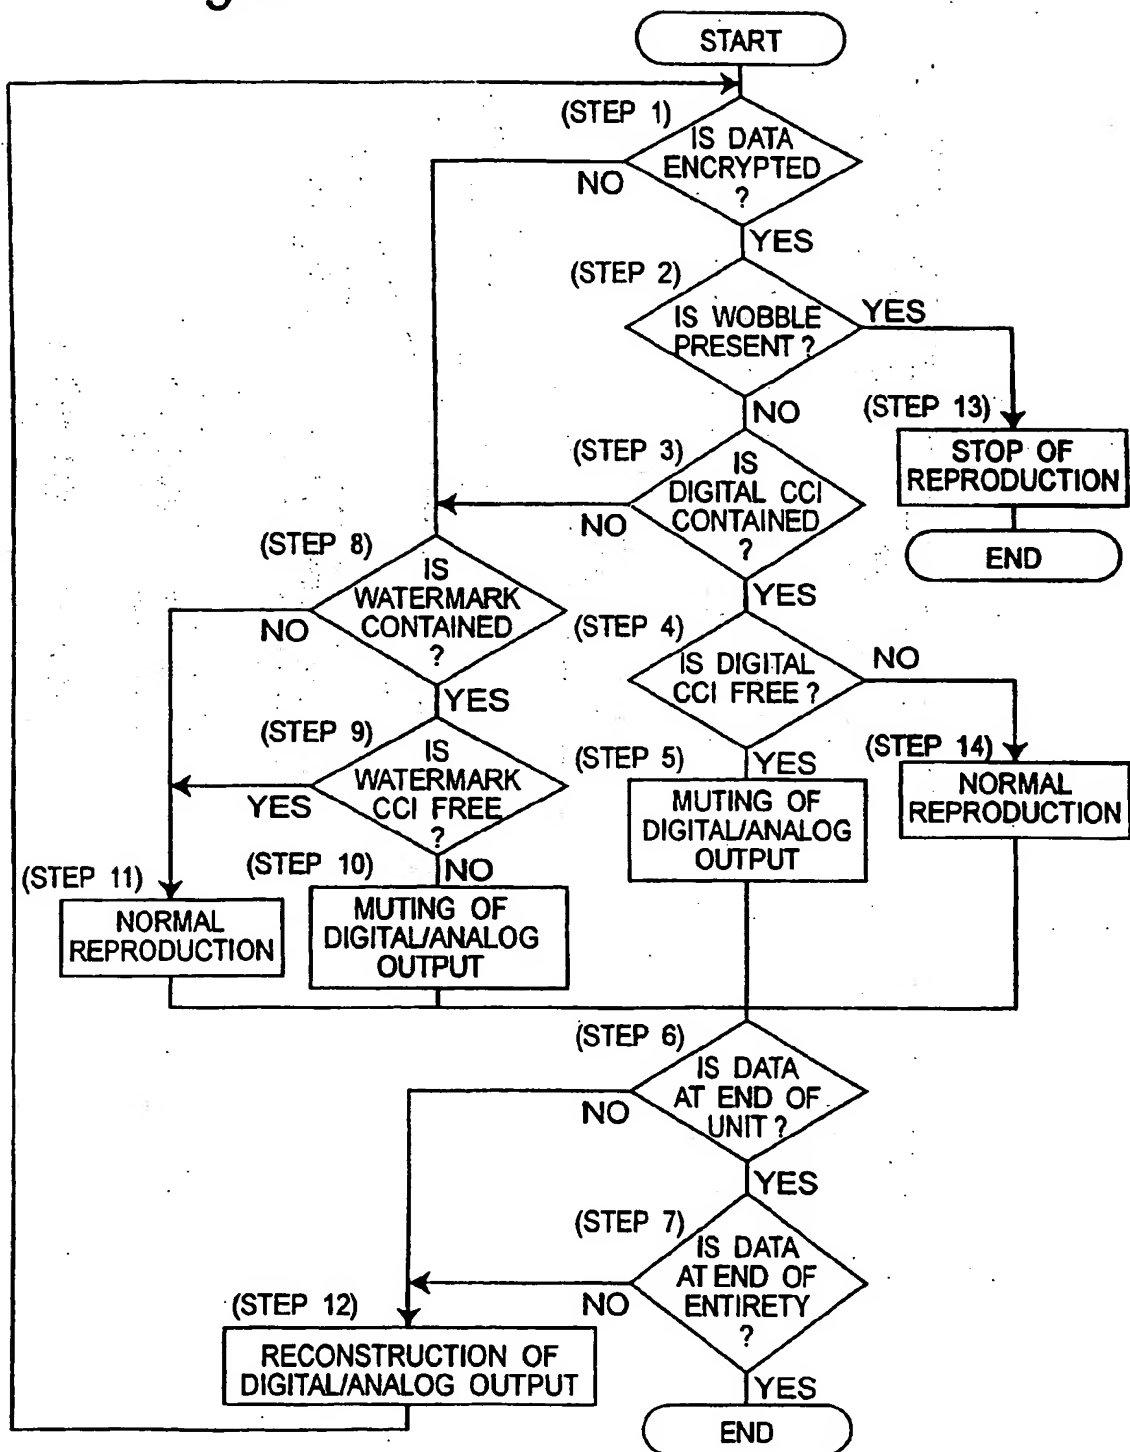 START
(STEP 1)
IS DATA
ENCRYPTED
?
NO
YES
(STEP 2)
IS WOBBLE
PRESENT ?
YES
NO
(STEP 13)
STOP OF
REPRODUCTION
END
(STEP 3)
IS
DIGITAL CCI
CONTAINED
?
NO
YES
(STEP 8)
IS
WATERMARK
CONTAINED
?
NO
YES
(STEP 4)
IS DIGITAL
CCI FREE ?
NO
YES
(STEP 14)
NORMAL
REPRODUCTION
(STEP 9)
IS
WATERMARK
CCI FREE
?
YES
NO
(STEP 5)
MUTING OF
DIGITAL/ANALOG
OUTPUT
(STEP 10)
MUTING OF
DIGITAL/ANALOG
OUTPUT
(STEP 11)
NORMAL
REPRODUCTION
(STEP 6)
IS DATA
AT END OF
UNIT ?
NO
YES
(STEP 7)
IS DATA
AT END OF
ENTIRETY
?
NO
YES
(STEP 12)
RECONSTRUCTION OF
DIGITAL/ANALOG OUTPUT
END